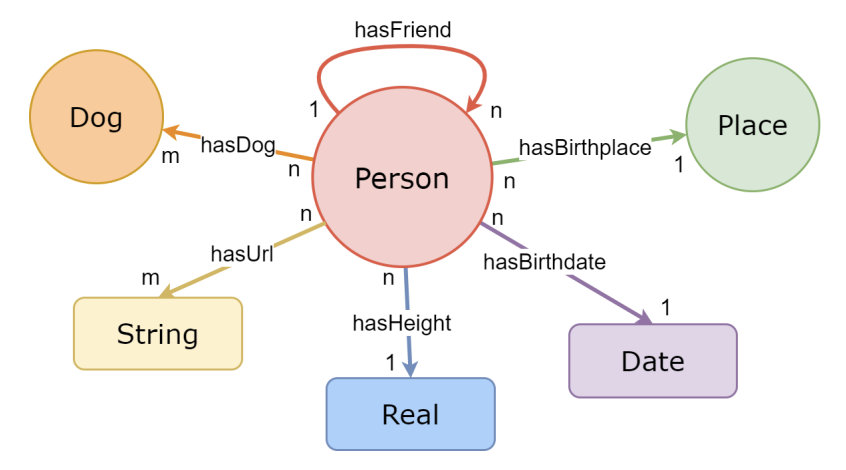 hasFriend
1
n
Dog
hasDog
m
n
Person
hasBirthplace
n
1
Place
n
hasUrl
m
String
n
hasHeight
1
Real
n
hasBirthdate
1
Date